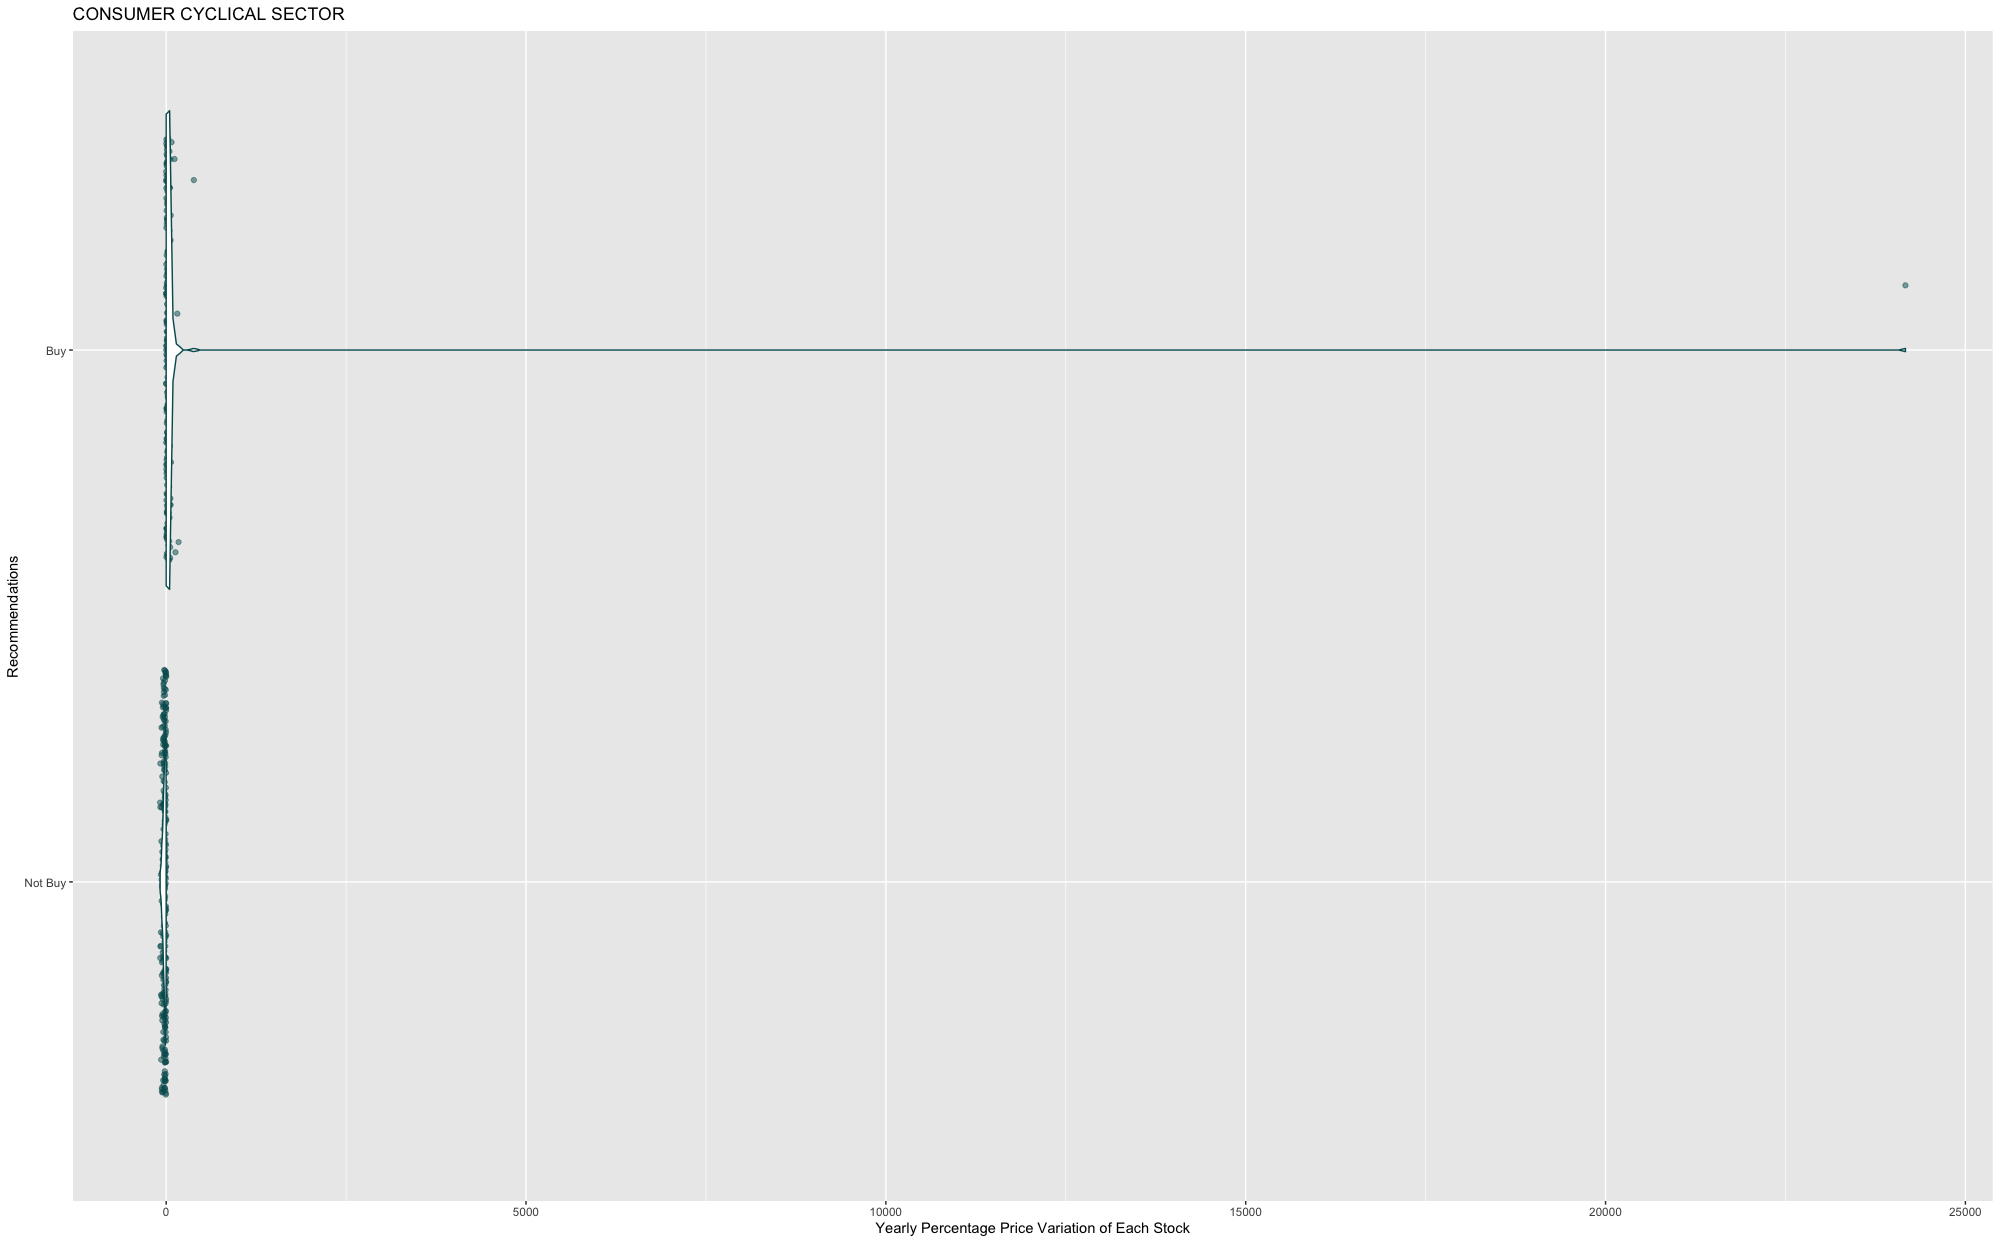 CONSUMER CYCLICAL SECTOR
Recommendations
Buy
Not Buy
0 5000 10000 15000 20000 25000
Yearly Percentage Price Variation of Each Stock